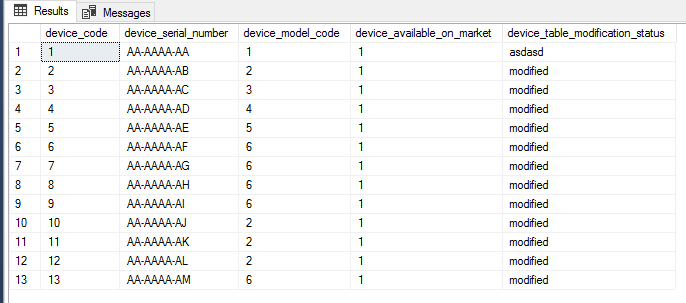 Results Messages
device_code device_serial_number device_model_code device_available_on_market device_table_modification_status
1 1 AA-AAAA-AA 1 1 asdasd
2 2 AA-AAAA-AB 2 1 modified
3 3 AA-AAAA-AC 3 1 modified
4 4 AA-AAAA-AD 4 1 modified
5 5 AA-AAAA-AE 5 1 modified
6 6 AA-AAAA-AF 6 1 modified
7 7 AA-AAAA-AG 6 1 modified
8 8 AA-AAAA-AH 6 1 modified
9 9 AA-AAAA-AI 6 1 modified
10 10 AA-AAAA-AJ 2 1 modified
11 11 AA-AAAA-AK 2 1 modified
12 12 AA-AAAA-AL 2 1 modified
13 13 AA-AAAA-AM 6 1 modified